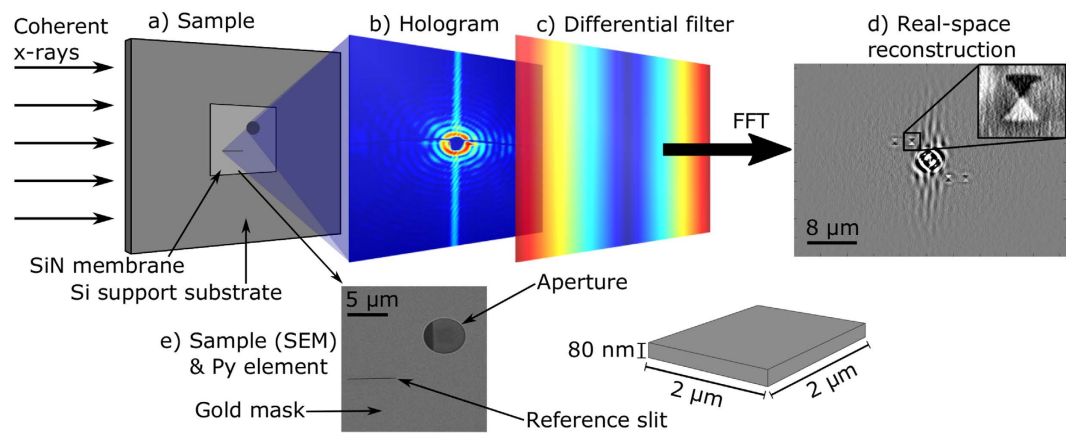 Coherent
x-rays
a) Sample
b) Hologram
c) Differential filter
d) Real-space
reconstruction
FFT
8 μm
SiN membrane
Si support substrate
e) Sample (SEM)
& Py element
5 μm
Aperture
Gold mask
Reference slit
80 nm
2 μm
2 μm